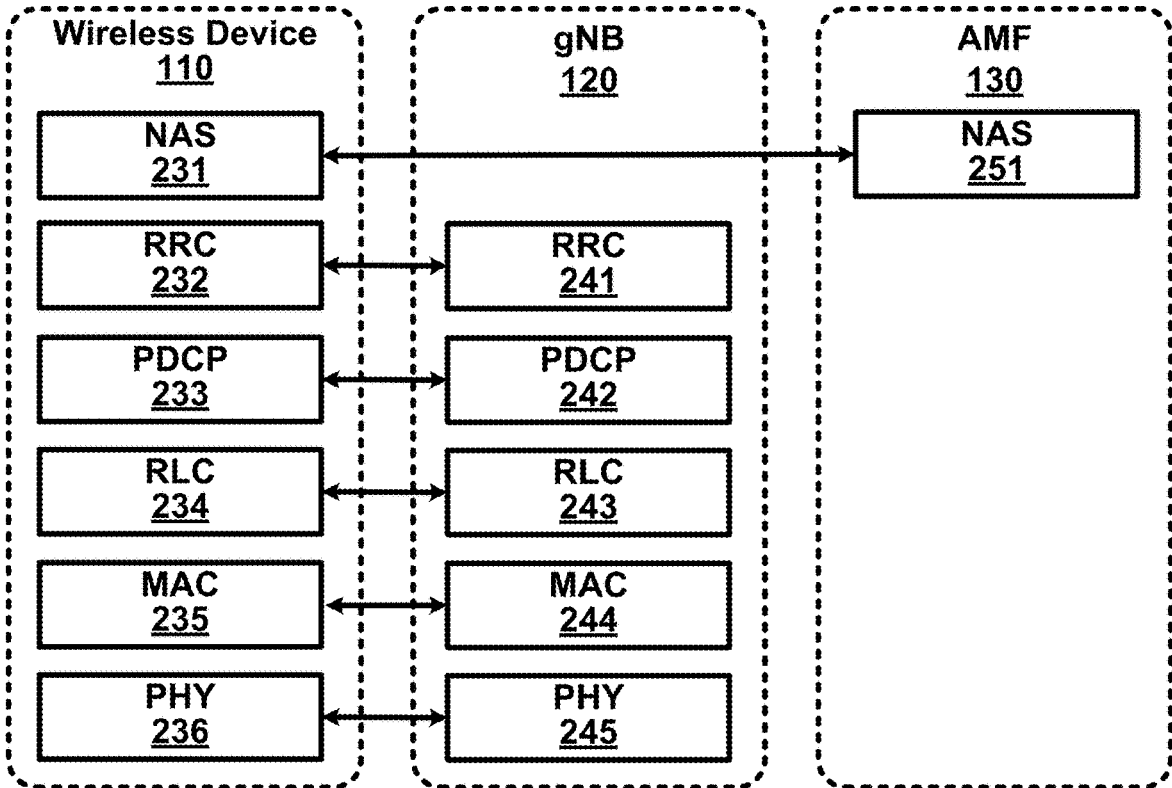 Wireless Device
110
gNB
120
AMF
130
NAS
231
NAS
251
RRC
232
RRC
241
PDCP
233
PDCP
242
RLC
234
RLC
243
MAC
235
MAC
244
PHY
236
PHY
245